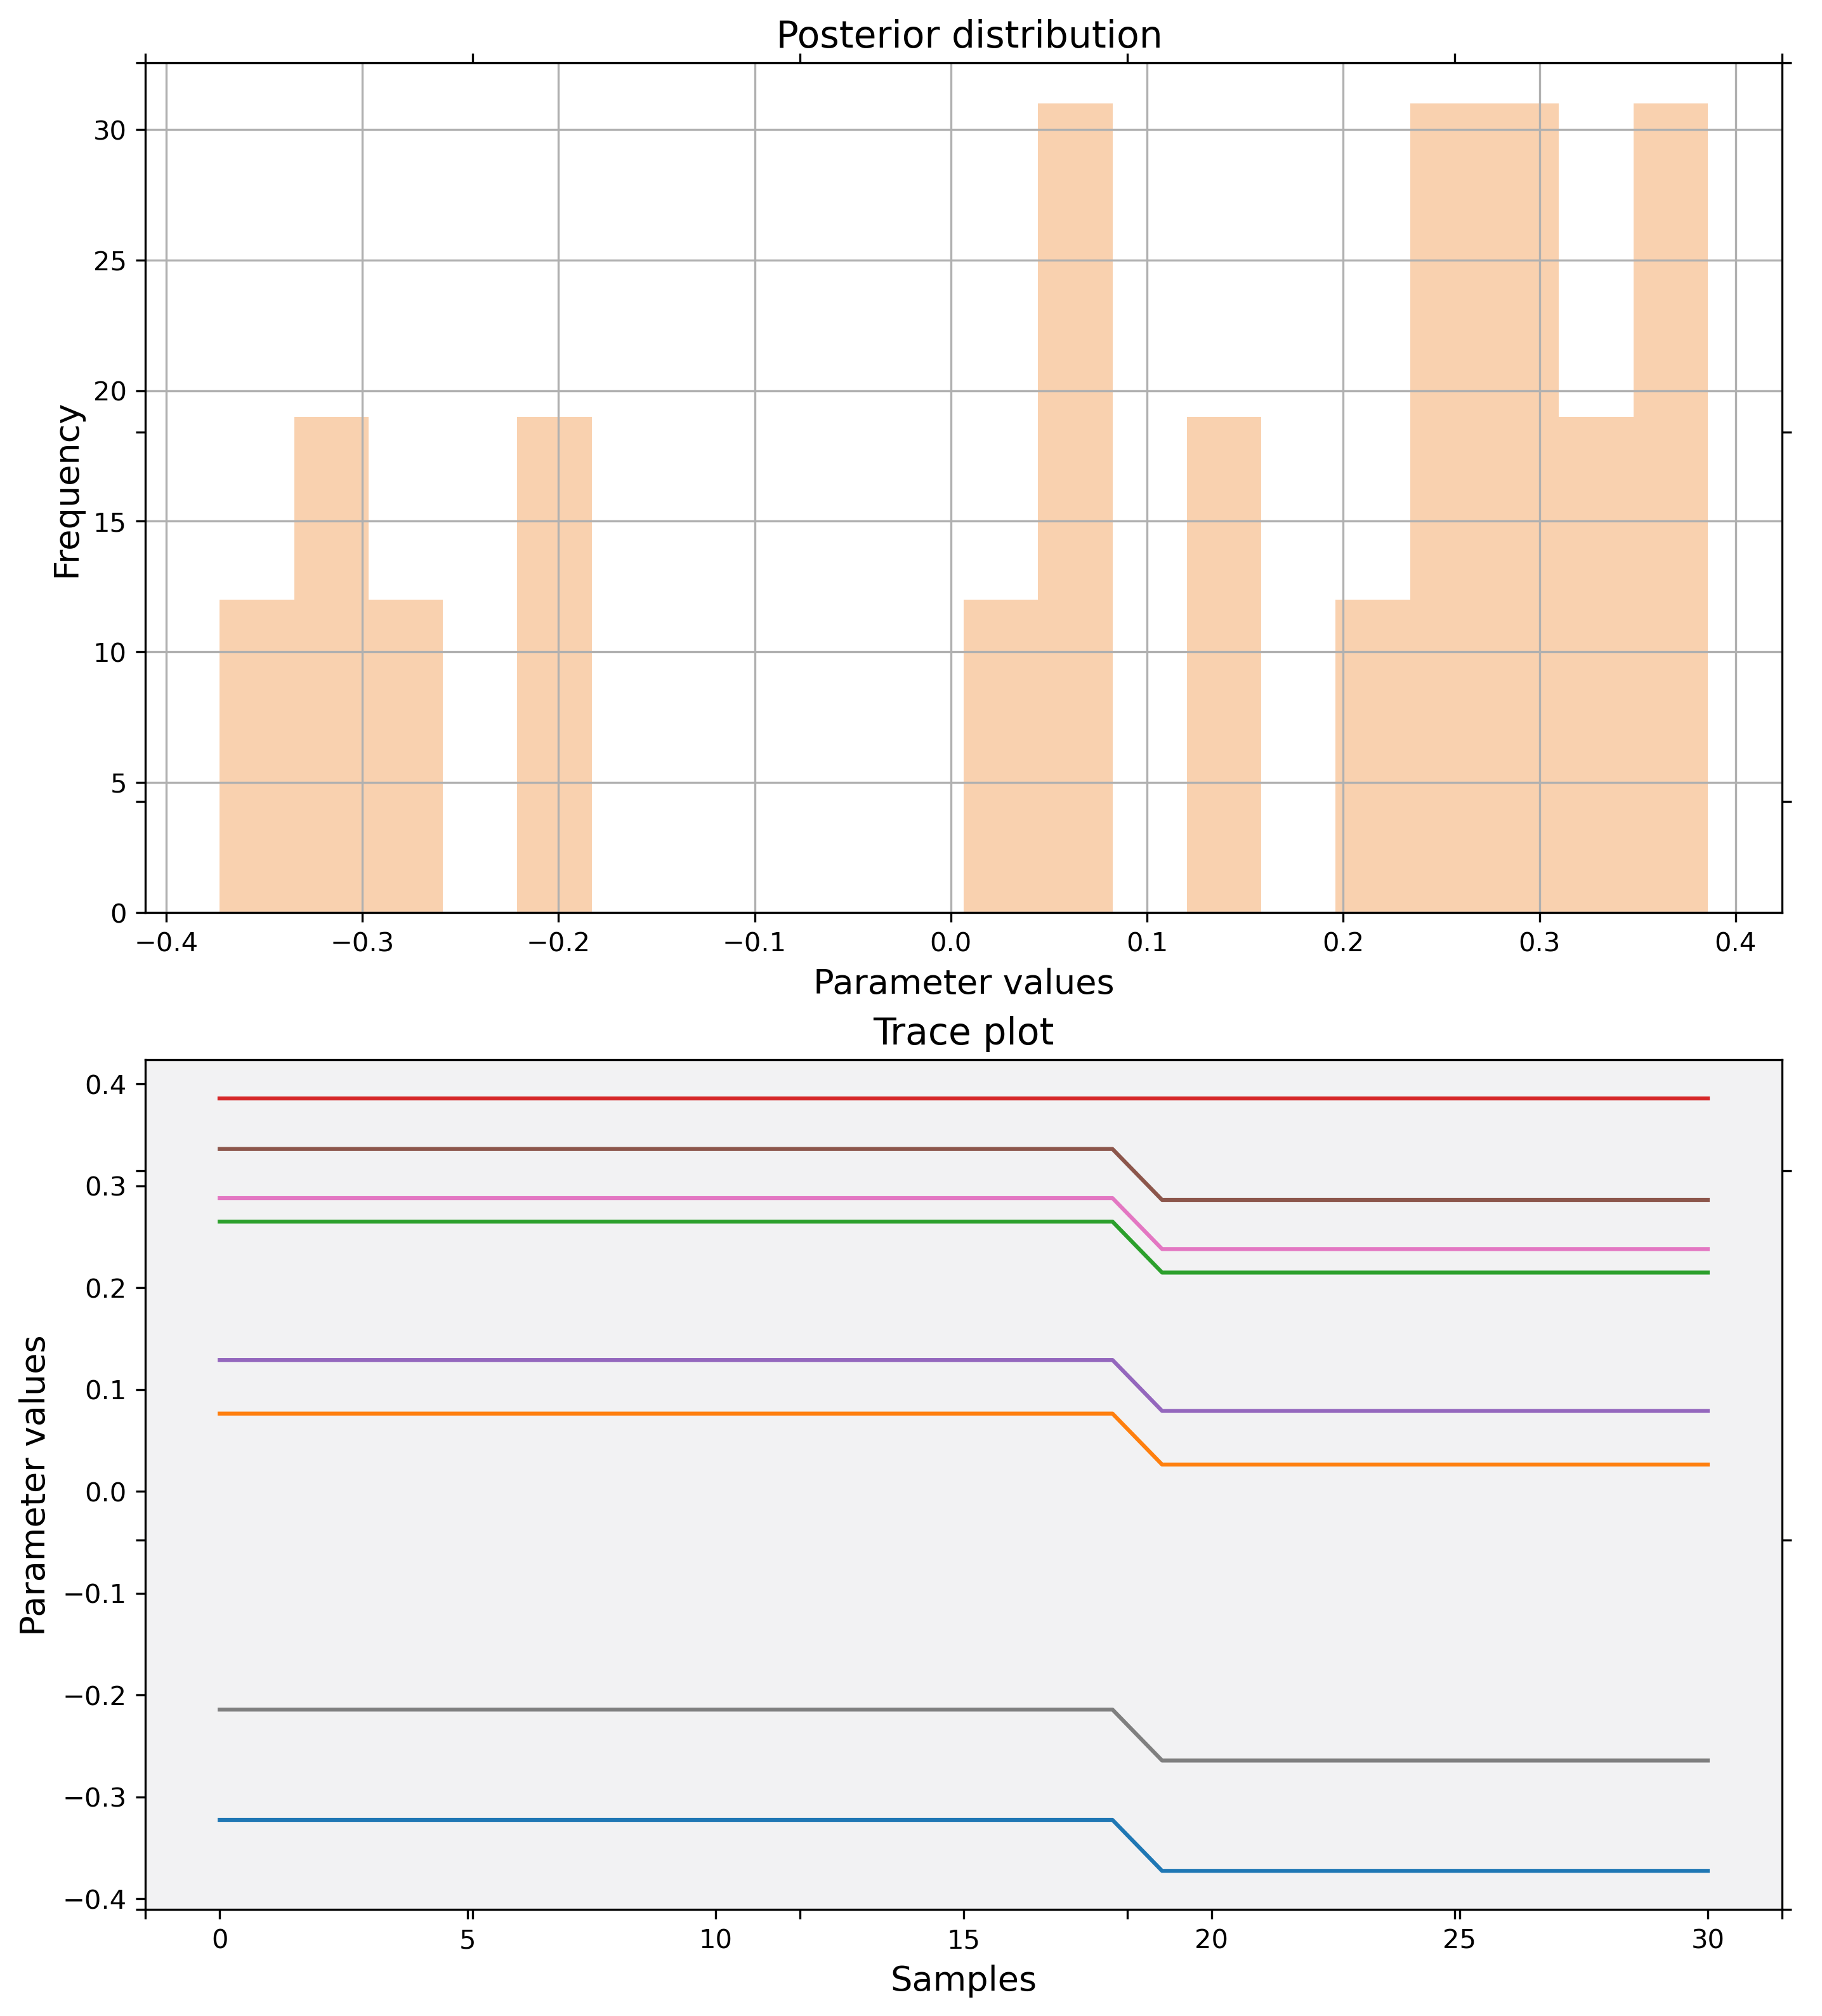 Posterior distribution
30
25
20
15
10
5
0
Frequency
−0.4 −0.3 −0.2 −0.1 0.0 0.1 0.2 0.3 0.4
Parameter values
Trace plot
0.4
0.3
0.2
0.1
0.0
−0.1
−0.2
−0.3
−0.4
Parameter values
0 5 10 15 20 25 30
Samples